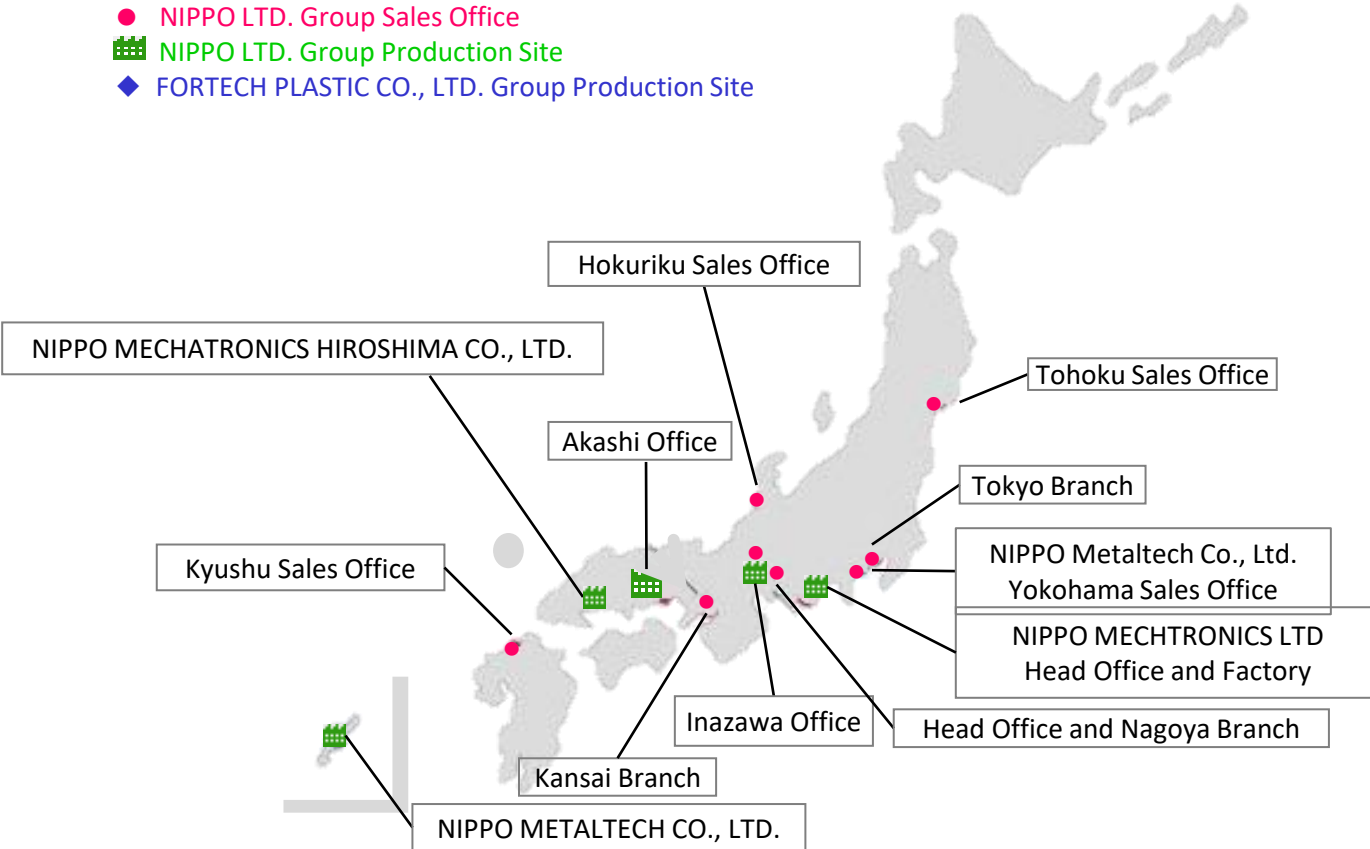 NIPPO LTD. Group Sales Office
NIPPO LTD. Group Production Site
FORTECH PLASTIC CO., LTD. Group Production Site
Hokuriku Sales Office
NIPPO MECHATRONICS HIROSHIMA CO., LTD.
Tohoku Sales Office
Akashi Office
Tokyo Branch
Kyushu Sales Office
NIPPO Metaltech Co., Ltd.
Yokohama Sales Office
NIPPO MECHTRONICS LTD
Head Office and Factory
Inazawa Office
Head Office and Nagoya Branch
Kansai Branch
NIPPO METALTECH CO., LTD.